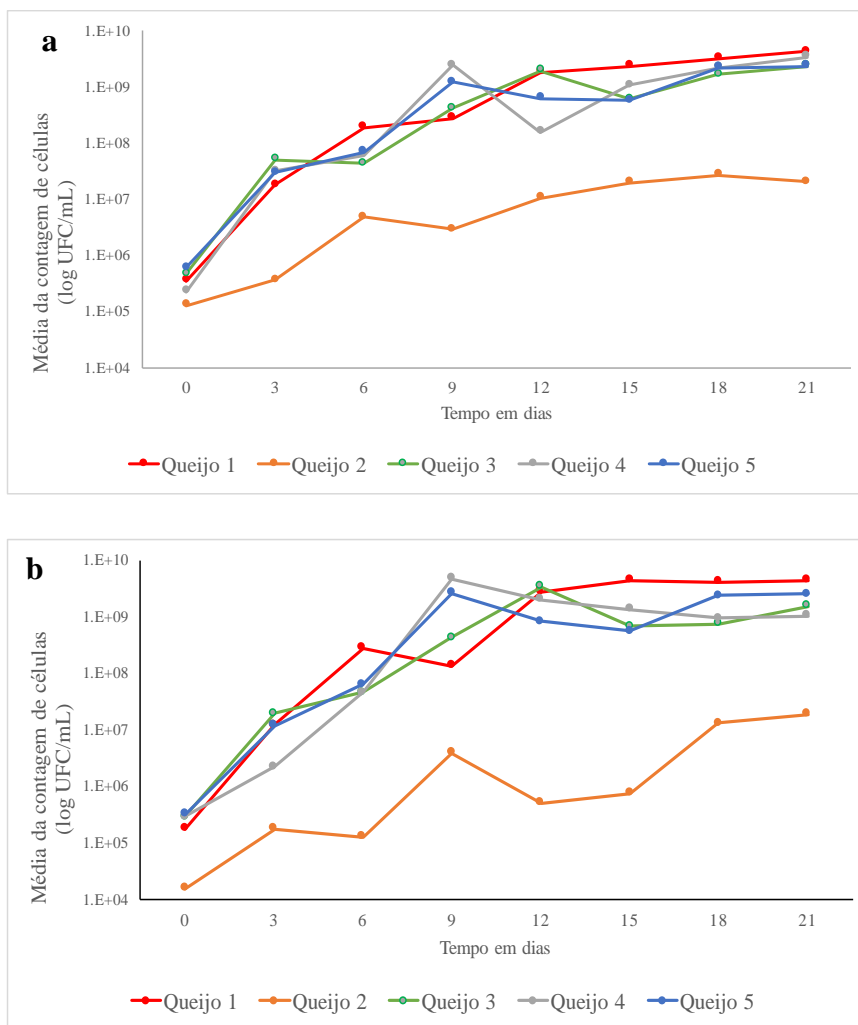 a
1.E+10
1.E+09
1.E+08
1.E+07
1.E+06
1.E+05
1.E+04
Média da contagem de células
(log UFC/mL)
0 3 6 9 12 15 18 21
Tempo em dias
Queijo 1 Queijo 2 Queijo 3 Queijo 4 Queijo 5
b
1.E+10
1.E+09
1.E+08
1.E+07
1.E+06
1.E+05
1.E+04
Média da contagem de células
(log UFC/mL)
0 3 6 9 12 15 18 21
Tempo em dias
Queijo 1 Queijo 2 Queijo 3 Queijo 4 Queijo 5